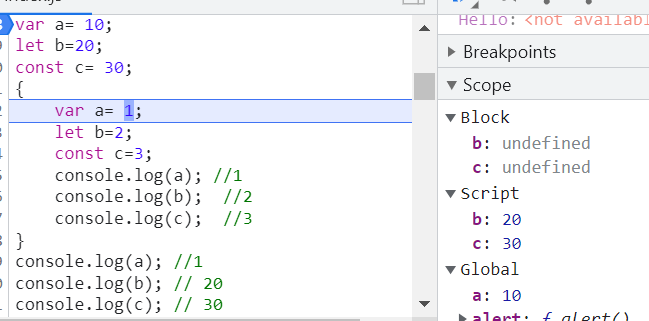 var a= 10;
let b=20;
const c= 30;
{
var a= 1;
let b=2;
const c=3;
console.log(a); //1
console.log(b);  //2
console.log(c);  //3
}
console.log(a); //1
console.log(b); // 20
console.log(c); // 30
Hello: <not availabl
Breakpoints
Scope
Block
b: undefined
c: undefined
Script
b: 20
c: 30
Global
a: 10
alert: ƒ alert()